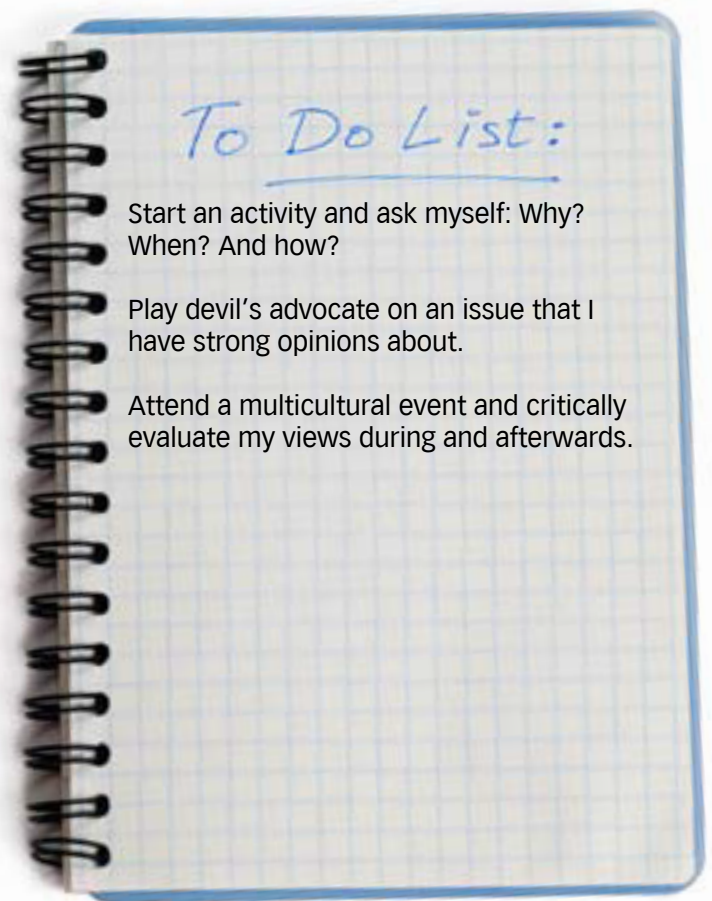 To Do List:
Start an activity and ask myself: Why?
When? And how?
Play devil's advocate on an issue that I
have strong opinions about.
Attend a multicultural event and critically
evaluate my views during and afterwards.